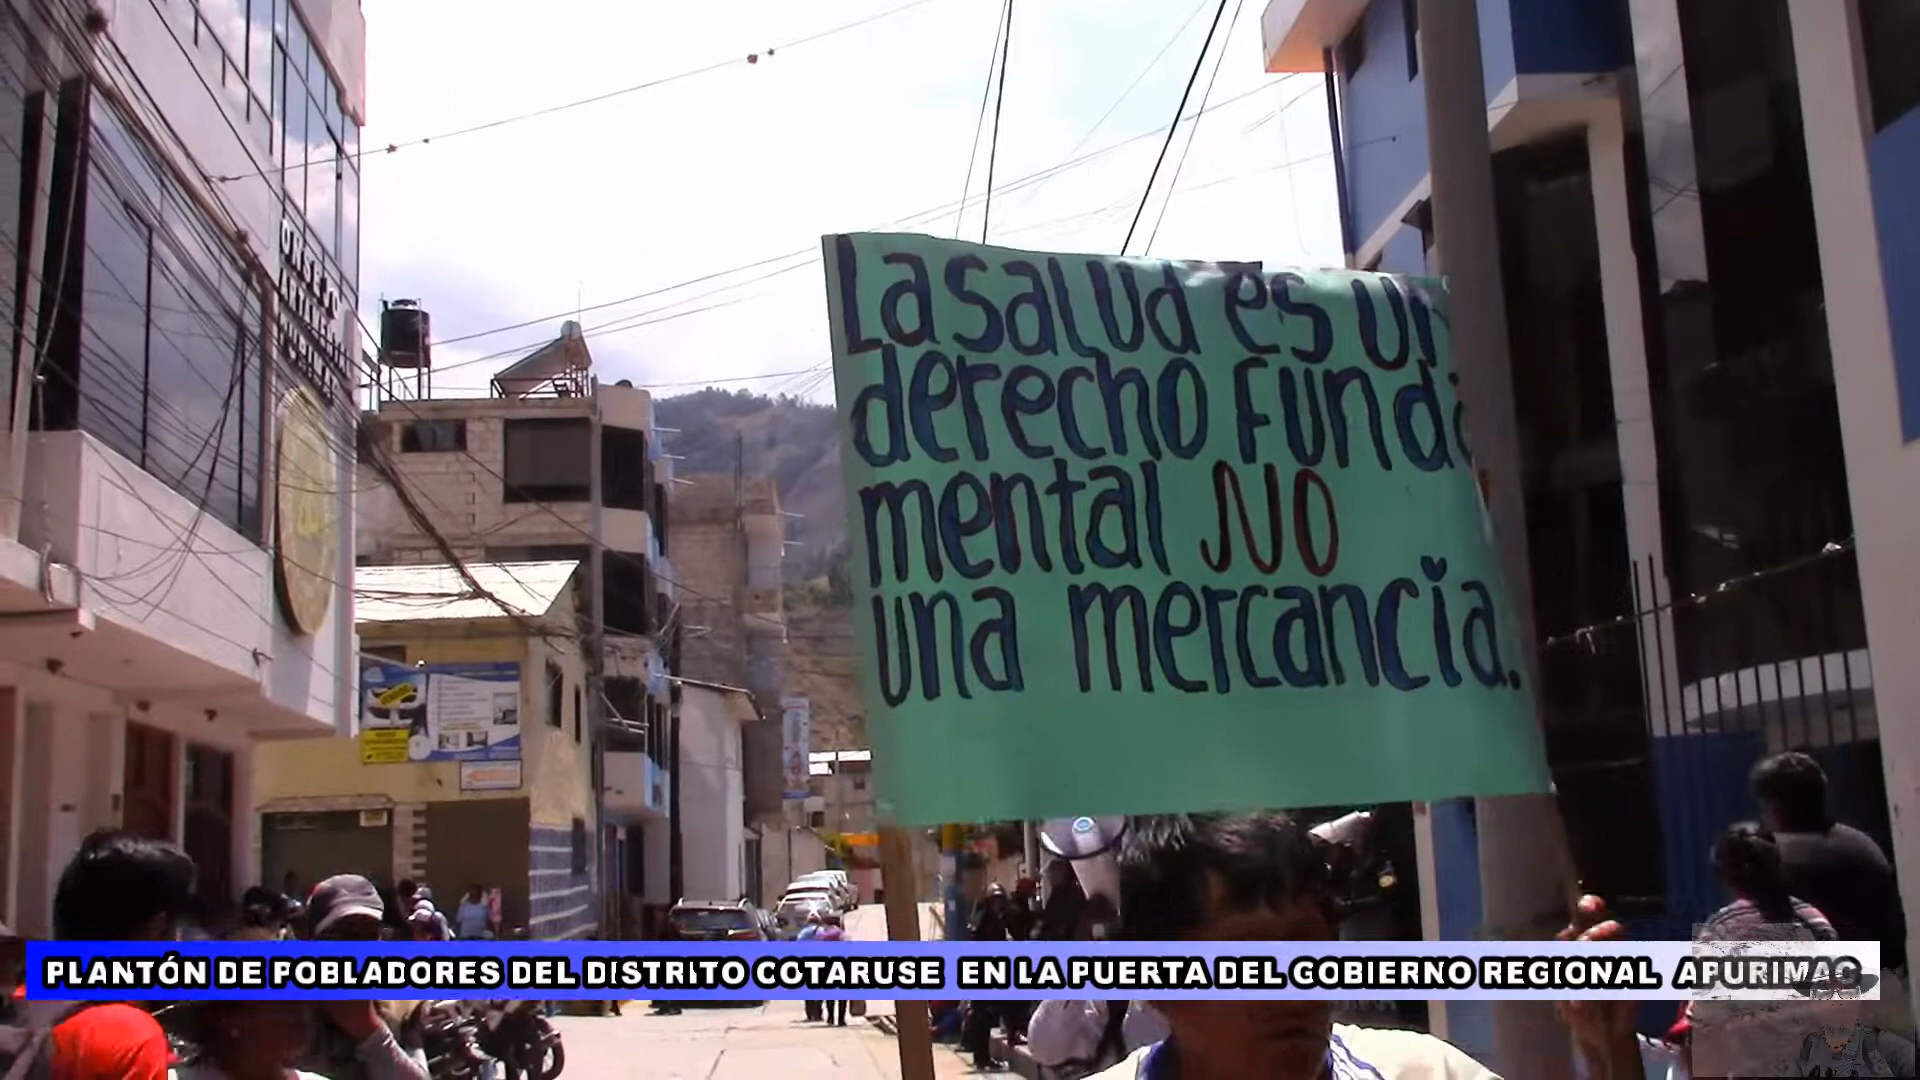 La salud es un
derecho Funda
mental NO
una mercancia.
PLANTÓN DE POBLADORES DEL DISTRITO COTARUSE EN LA PUERTA DEL GOBIERNO REGIONAL APURIMAC